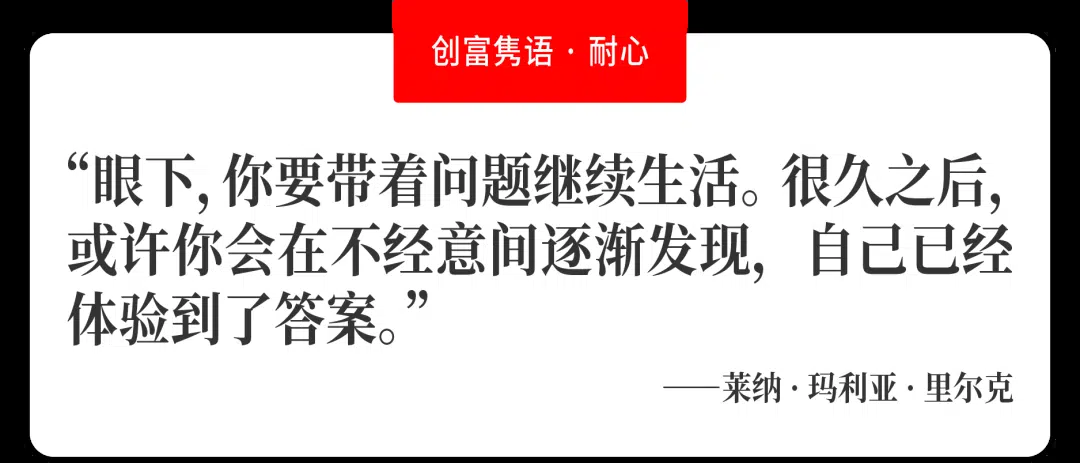 创富隽语 · 耐心
“眼下，你要带着问题继续生活。很久之后，
或许你会在不经意间逐渐发现，自己已经
体验到了答案。”
——莱纳 · 玛利亚 · 里尔克